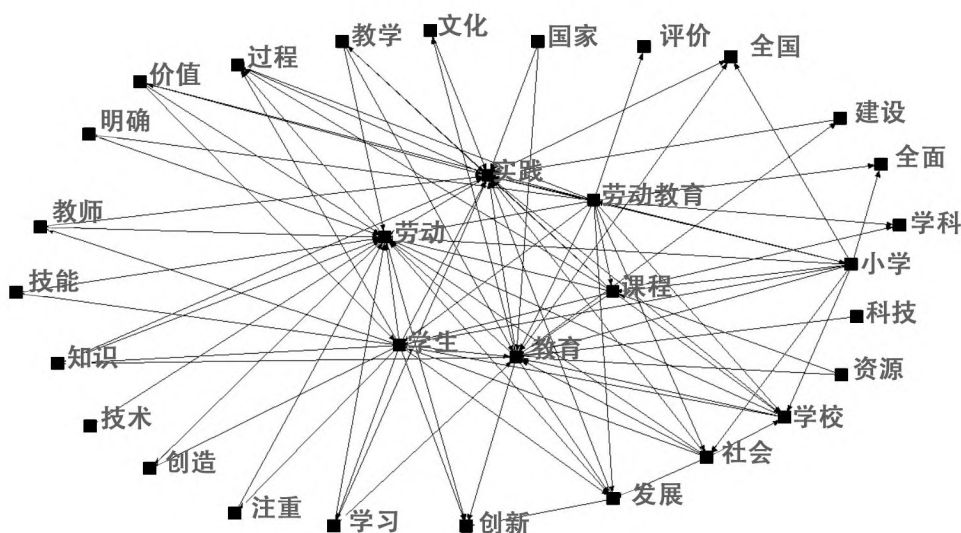 文化
教学
国家
评价
全国
过程
价值
明确
建设
全面
实践
劳动教育
教师
学科
劳动
小学
技能
课程
科技
学生
教育
知识
资源
技术
学校
创造
社会
发展
注重
学习
创新